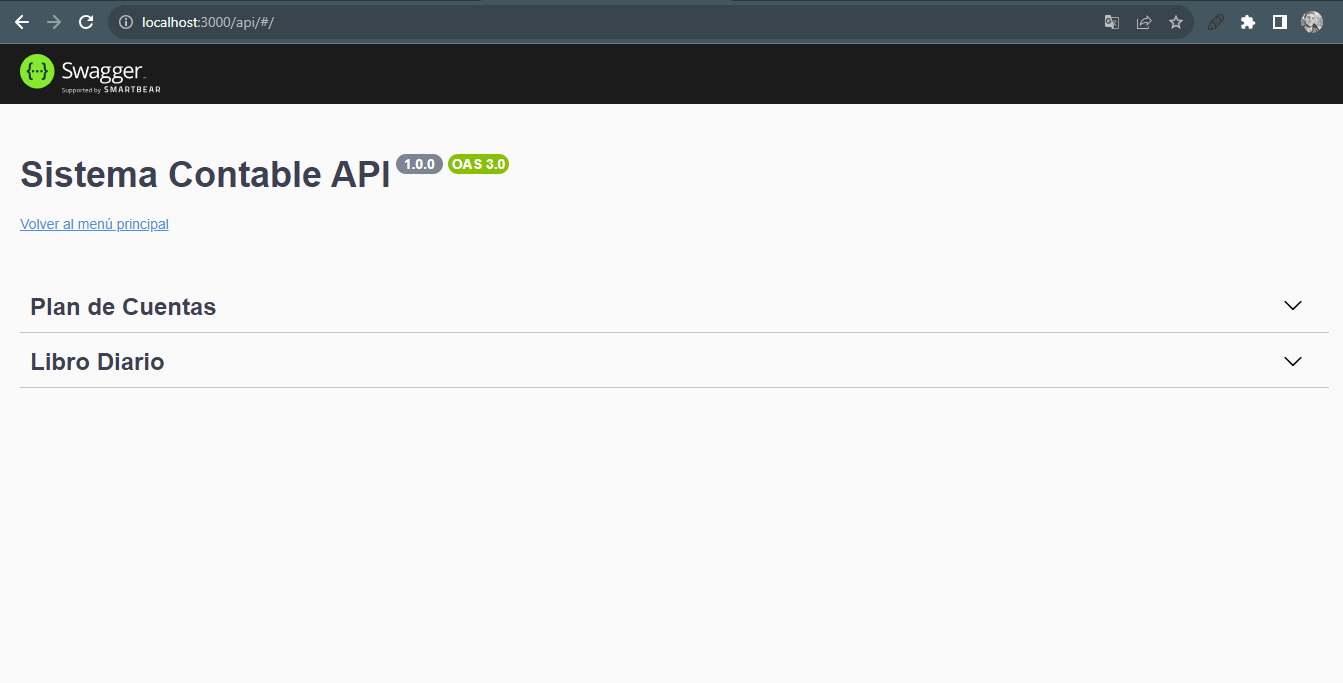 localhost:3000/api/#/
{···} Swagger
Supported by SMARTBEAR
Sistema Contable API 1.0.0 OAS 3.0
Volver al menú principal
Plan de Cuentas
Libro Diario